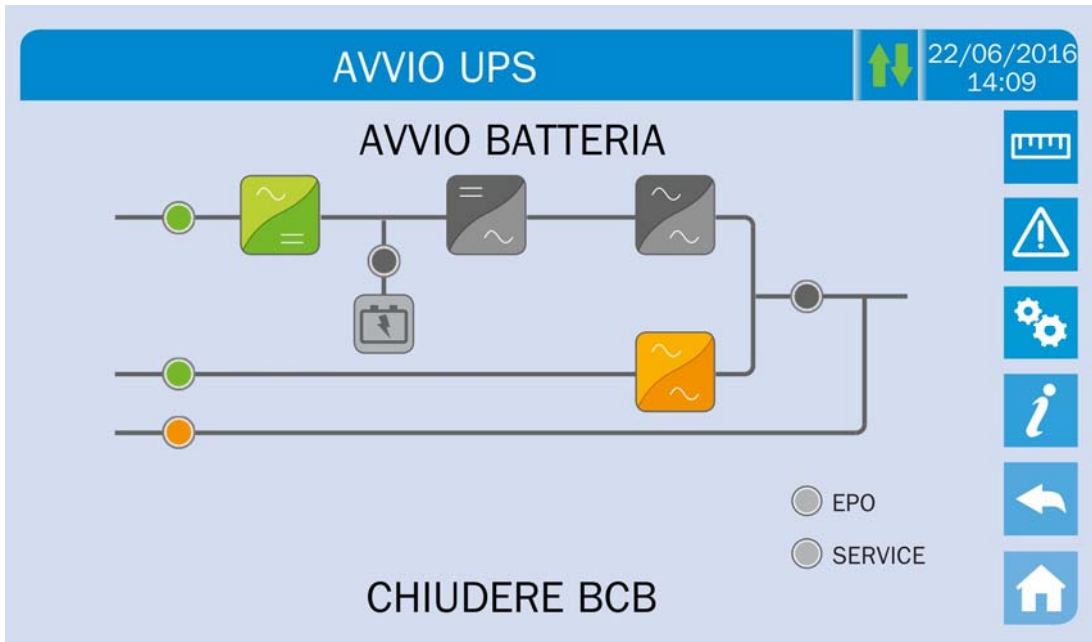 AVVIO UPS
22/06/2016
14:09
AVVIO BATTERIA
EPO
SERVICE
CHIUDERE BCB